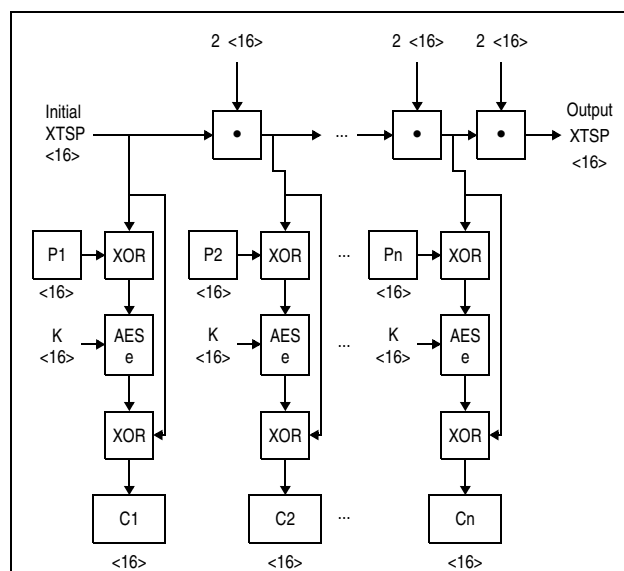 2 <16> 2 <16> 2 <16>
Initial
XTSP
<16>
• ... • •
Output
XTSP
<16>
P1 XOR P2 XOR ... Pn XOR
<16> <16> <16>
K
<16>
AES
e
K
<16>
AES
e
...
K
<16>
AES
e
XOR XOR XOR
C1 C2 ... Cn
<16> <16> <16>